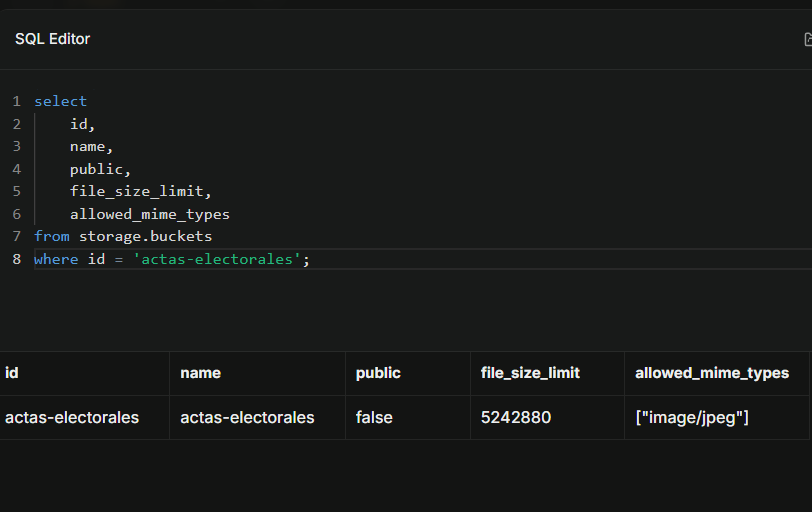 SQL Editor
1 select
2 id,
3 name,
4 public,
5 file_size_limit,
6 allowed_mime_types
7 from storage.buckets
8 where id = 'actas-electorales';
id name public file_size_limit allowed_mime_types
actas-electorales actas-electorales false 5242880 ["image/jpeg"]